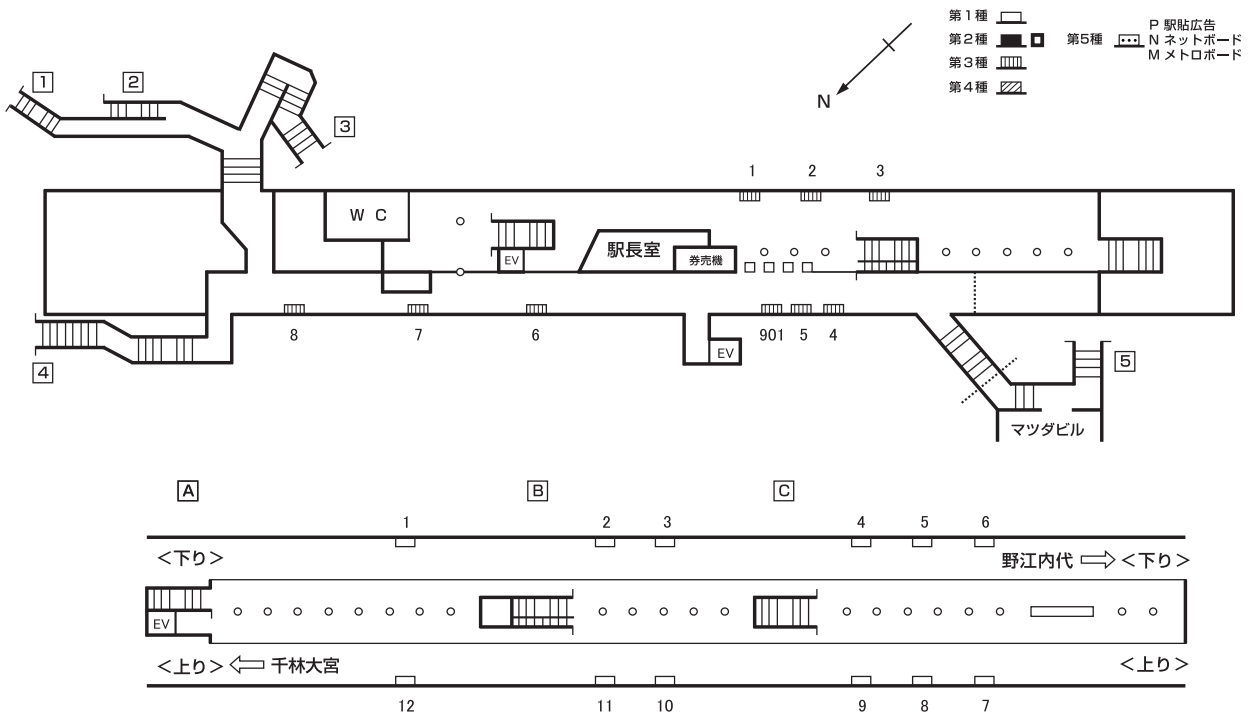 第1種
第2種
第3種
第4種
第5種
P 駅貼広告
N ネットボード
M メトロボード
N
1
2
3
1 2 3
W C
EV
駅長室
券売機
8 7 6 901 5 4
EV
4
5
マツダビル
A B C
1 2 3 4 5 6
＜下り＞
野江内代 ⇨ ＜下り＞
EV
＜上り＞ ⇦ 千林大宮
＜上り＞
12 11 10 9 8 7